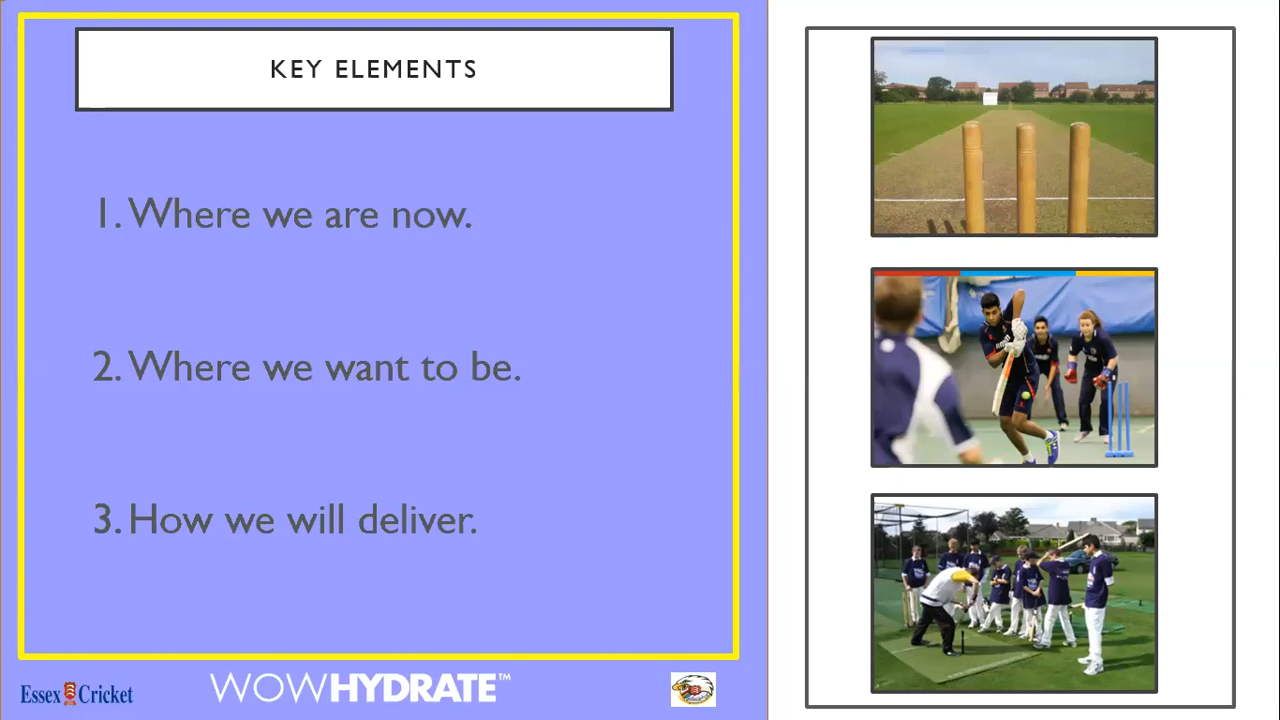 KEY ELEMENTS
1. Where we are now.
2. Where we want to be.
3. How we will deliver.
Essex Cricket
WOWHYDRATE™